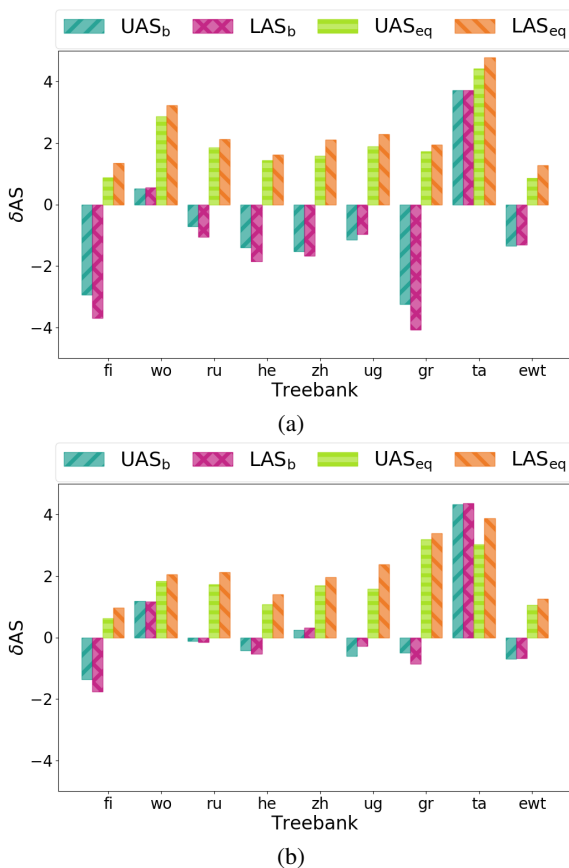 UAS_b LAS_b UAS_eq LAS_eq
4
2
0
−2
−4
δAS
fi wo ru he zh ug gr ta ewt
Treebank
(a)
UAS_b LAS_b UAS_eq LAS_eq
4
2
0
−2
−4
δAS
fi wo ru he zh ug gr ta ewt
Treebank
(b)